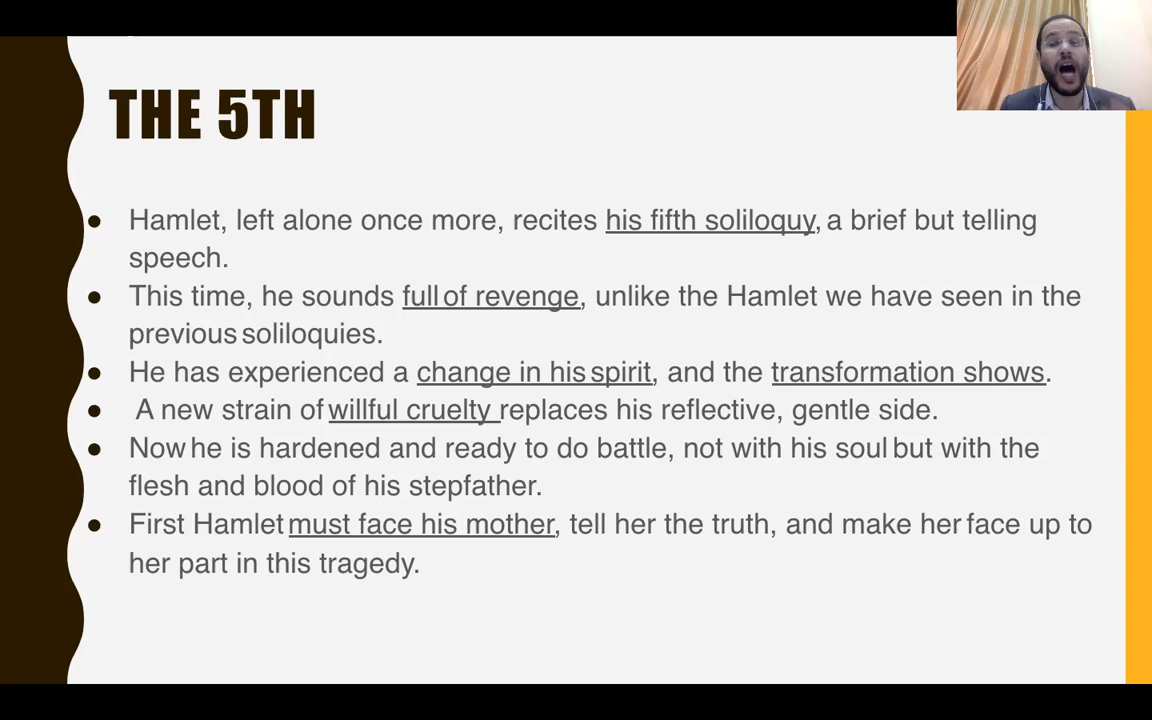 THE 5TH
Hamlet, left alone once more, recites his fifth soliloquy, a brief but telling
speech.
This time, he sounds full of revenge, unlike the Hamlet we have seen in the
previous soliloquies.
He has experienced a change in his spirit, and the transformation shows.
A new strain of willful cruelty replaces his reflective, gentle side.
Now he is hardened and ready to do battle, not with his soul but with the
flesh and blood of his stepfather.
First Hamlet must face his mother, tell her the truth, and make her face up to
her part in this tragedy.